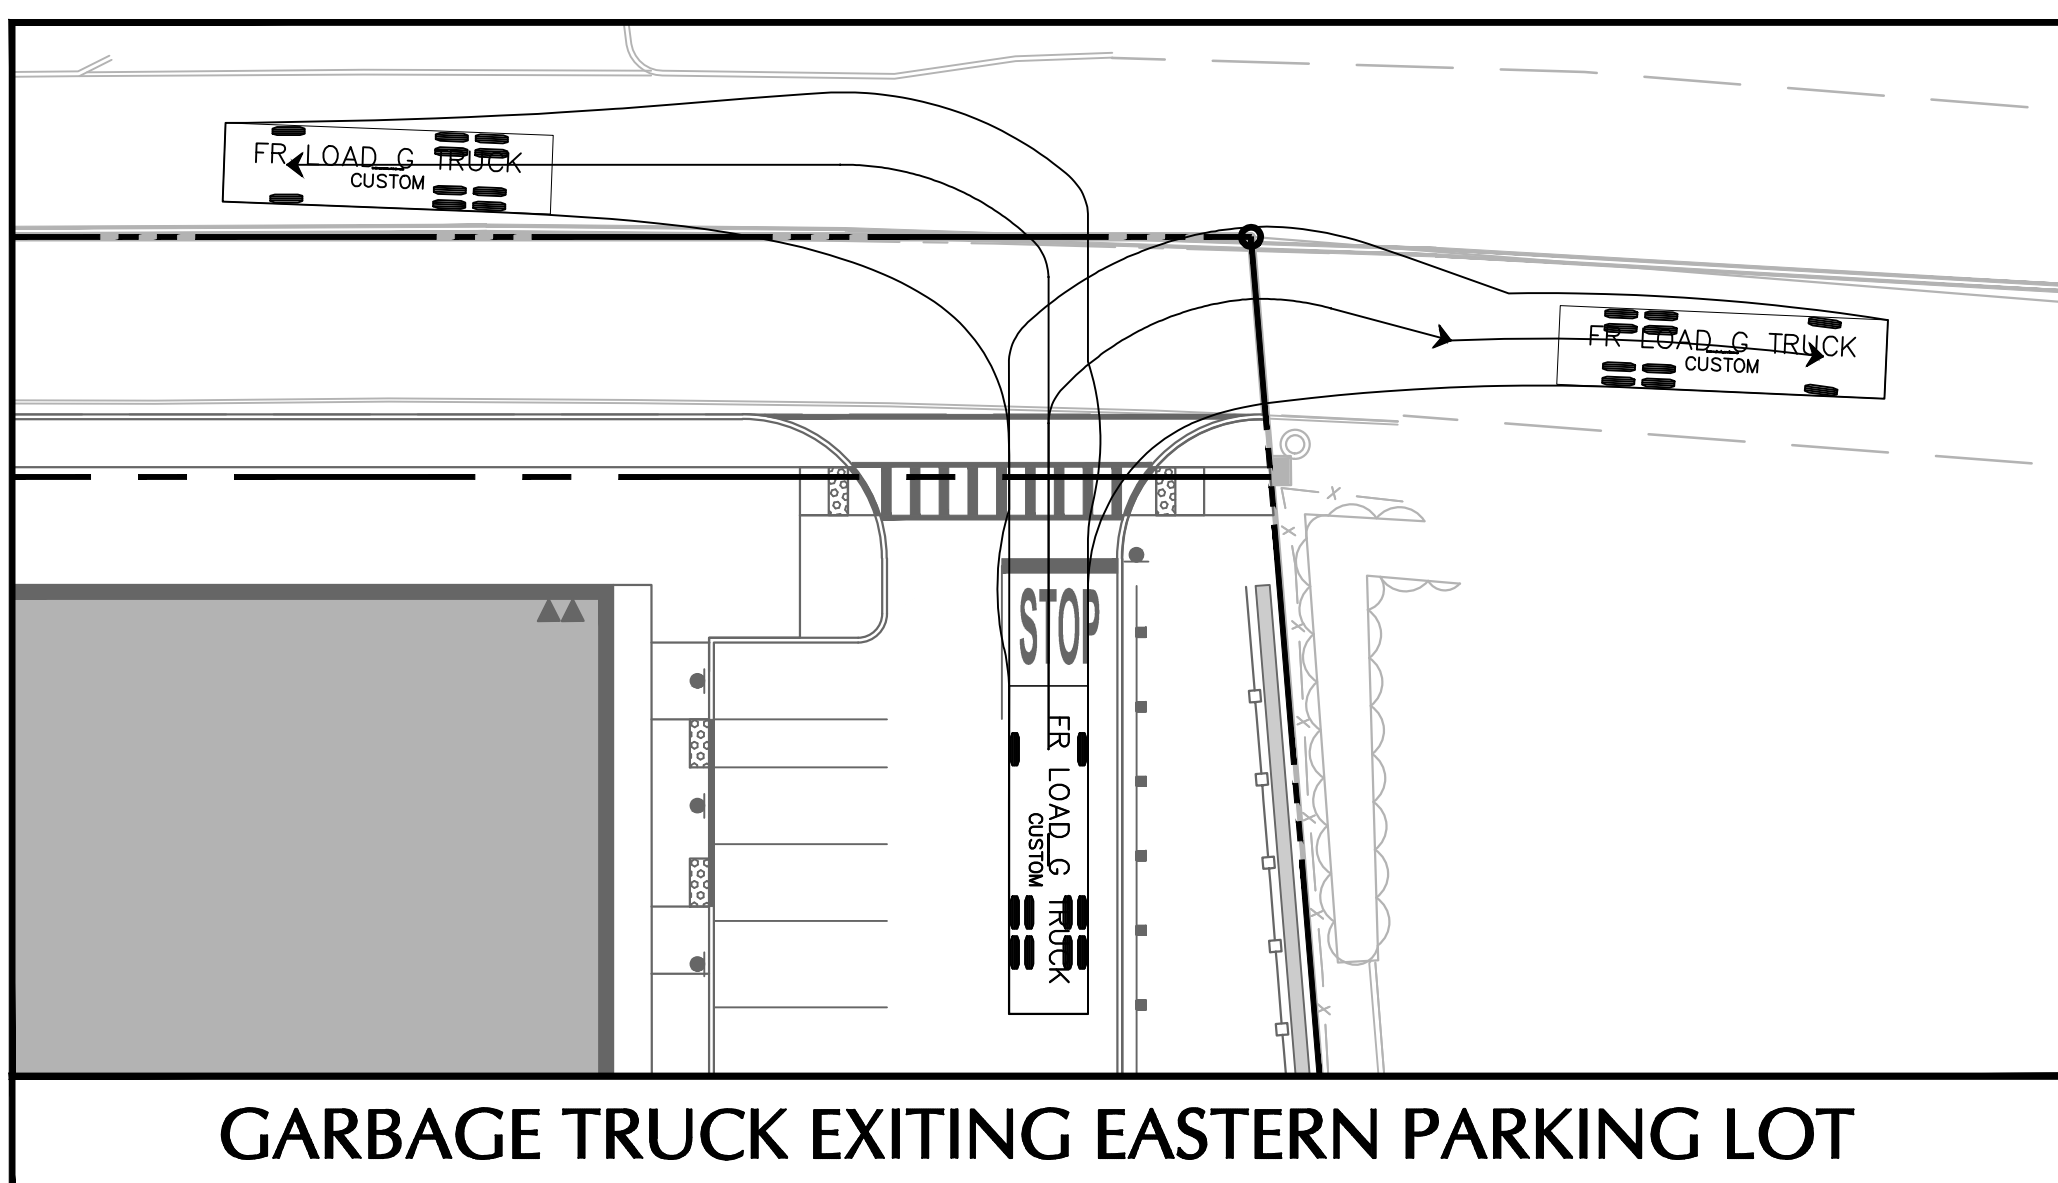 FR LOAD_G TRUCK
CUSTOM
FR LOAD_G TRUCK
CUSTOM
STOP
FR LOAD_G TRUCK
CUSTOM
GARBAGE TRUCK EXITING EASTERN PARKING LOT